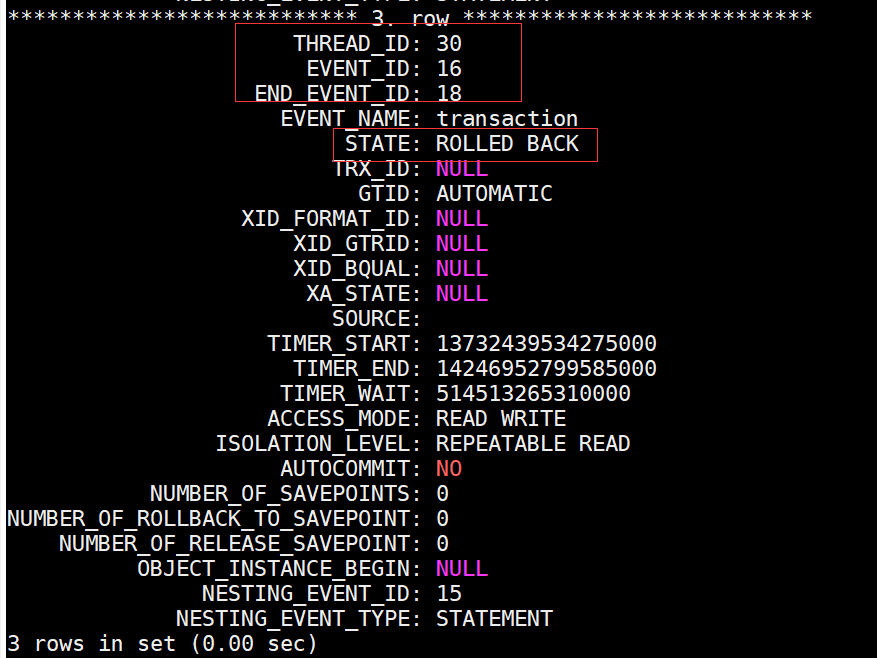 NESTING_EVENT_TYPE: STATEMENT
*************************** 3. row ***************************
THREAD_ID: 30
EVENT_ID: 16
END_EVENT_ID: 18
EVENT_NAME: transaction
STATE: ROLLED BACK
TRX_ID: NULL
GTID: AUTOMATIC
XID_FORMAT_ID: NULL
XID_GTRID: NULL
XID_BQUAL: NULL
XA_STATE: NULL
SOURCE:
TIMER_START: 13732439534275000
TIMER_END: 14246952799585000
TIMER_WAIT: 514513265310000
ACCESS_MODE: READ WRITE
ISOLATION_LEVEL: REPEATABLE READ
AUTOCOMMIT: NO
NUMBER_OF_SAVEPOINTS: 0
NUMBER_OF_ROLLBACK_TO_SAVEPOINT: 0
NUMBER_OF_RELEASE_SAVEPOINT: 0
OBJECT_INSTANCE_BEGIN: NULL
NESTING_EVENT_ID: 15
NESTING_EVENT_TYPE: STATEMENT
3 rows in set (0.00 sec)